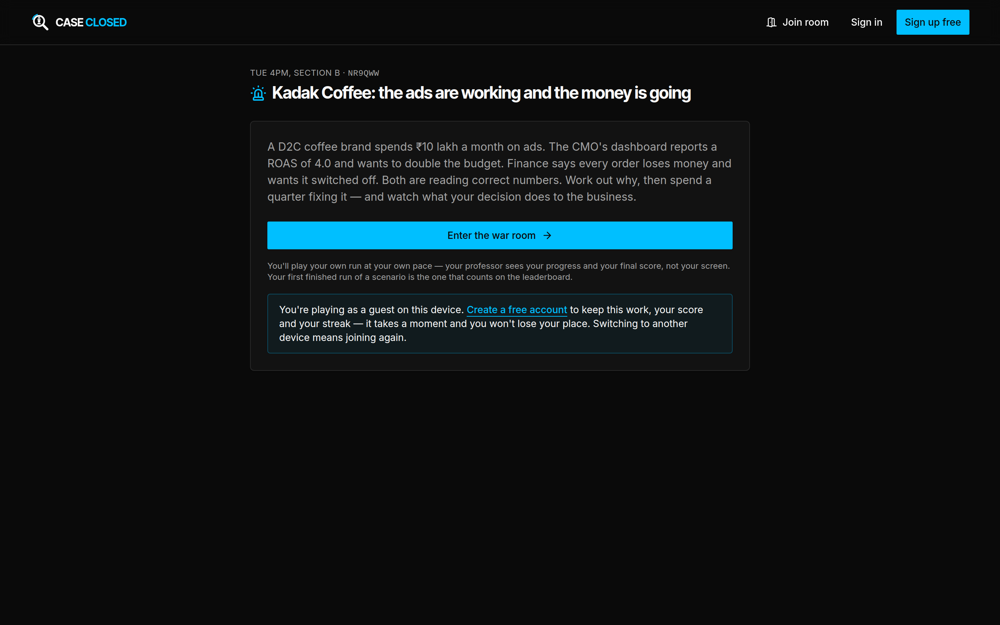 CASE CLOSED
Join room
Sign in
Sign up free
TUE 4PM, SECTION B · NR9QWW
Kadak Coffee: the ads are working and the money is going
A D2C coffee brand spends ₹10 lakh a month on ads. The CMO's dashboard reports a
ROAS of 4.0 and wants to double the budget. Finance says every order loses money and
wants it switched off. Both are reading correct numbers. Work out why, then spend a
quarter fixing it — and watch what your decision does to the business.
Enter the war room →
You'll play your own run at your own pace — your professor sees your progress and your final score, not your screen.
Your first finished run of a scenario is the one that counts on the leaderboard.
You're playing as a guest on this device. Create a free account to keep this work, your score
and your streak — it takes a moment and you won't lose your place. Switching to another
device means joining again.